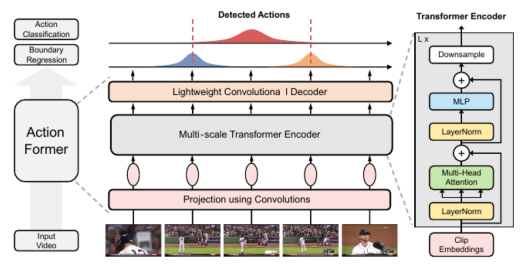 Action
Classification
Boundary
Regression
Action
Former
Input
Video
Detected Actions
Lightweight Convolutiona l Decoder
Multi-scale Transformer Encoder
Projection using Convolutions
Transformer Encoder
L x
Downsample
+
MLP
LayerNorm
+
Multi-Head
Attention
LayerNorm
Clip
Embeddings